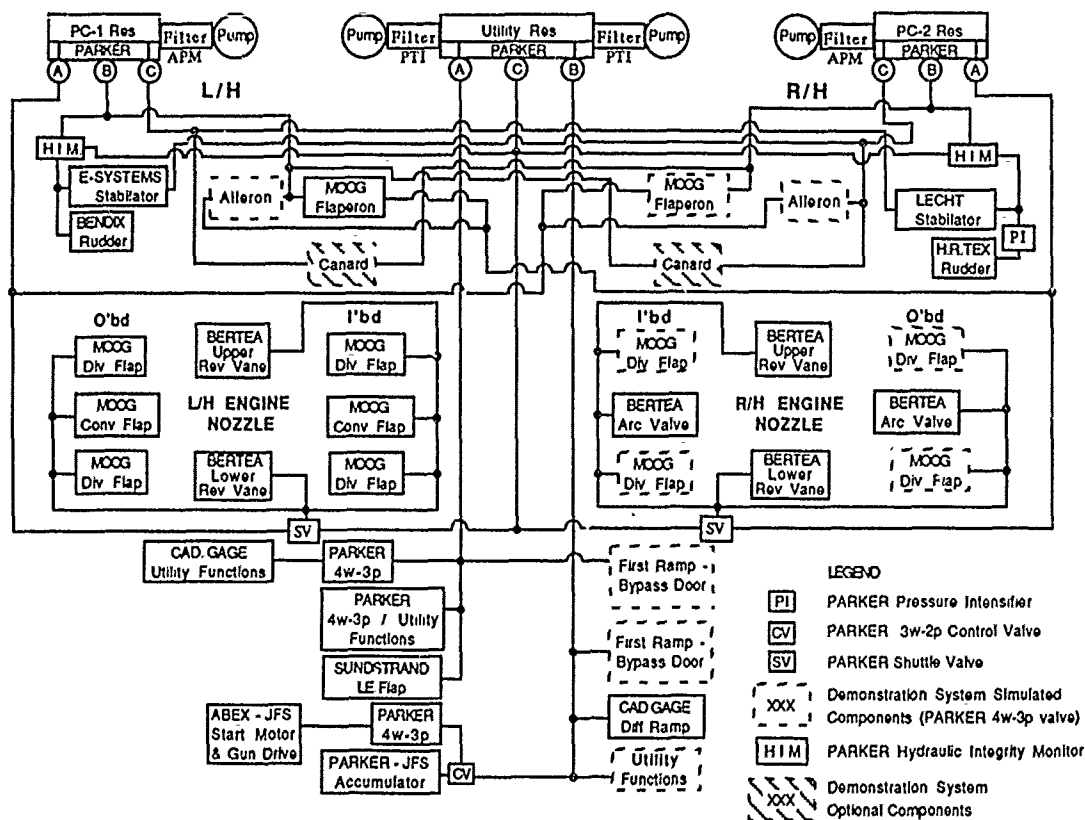 PC-1 Res
PARKER
Filter
APM
Pump
A
B
C
L/H
Pump
Filter
PTI
Utility Res
PARKER
Filter
PTI
Pump
A
C
B
Pump
Filter
APM
PC-2 Res
PARKER
C
B
A
R/H
HIM
E-SYSTEMS
Stabilator
BENDIX
Rudder
Aileron
MOOG
Flaperon
Canard
MOOG
Flaperon
Aileron
Canard
HIM
LECHT
Stabilator
PI
H.R.TEX
Rudder
O'bd
MOOG
Div Flap
MOOG
Conv Flap
MOOG
Div Flap
BERTEA
Upper
Rev Vane
L/H ENGINE
NOZZLE
BERTEA
Lower
Rev Vane
I'bd
MOOG
Div Flap
MOOG
Conv Flap
MOOG
Div Flap
SV
I'bd
MOOG
Div Flap
BERTEA
Arc Valve
MOOG
Div Flap
BERTEA
Upper
Rev Vane
R/H ENGINE
NOZZLE
BERTEA
Lower
Rev Vane
O'bd
MOOG
Div Flap
BERTEA
Arc Valve
MOOG
Div Flap
SV
CAD. GAGE
Utility Functions
PARKER
4w-3p
PARKER
4w-3p / Utility
Functions
SUNDSTRAND
LE Flap
ABEX - JFS
Start Motor
& Gun Drive
PARKER
4w-3p
PARKER - JFS
Accumulator
CV
First Ramp -
Bypass Door
First Ramp -
Bypass Door
CAD GAGE
Diff Ramp
Utility
Functions
LEGEND
PI PARKER Pressure Intensifier
CV PARKER 3w-2p Control Valve
SV PARKER Shuttle Valve
XXX Demonstration System Simulated
Components (PARKER 4w-3p valve)
HIM PARKER Hydraulic Integrity Monitor
XXX Demonstration System
Optional Components